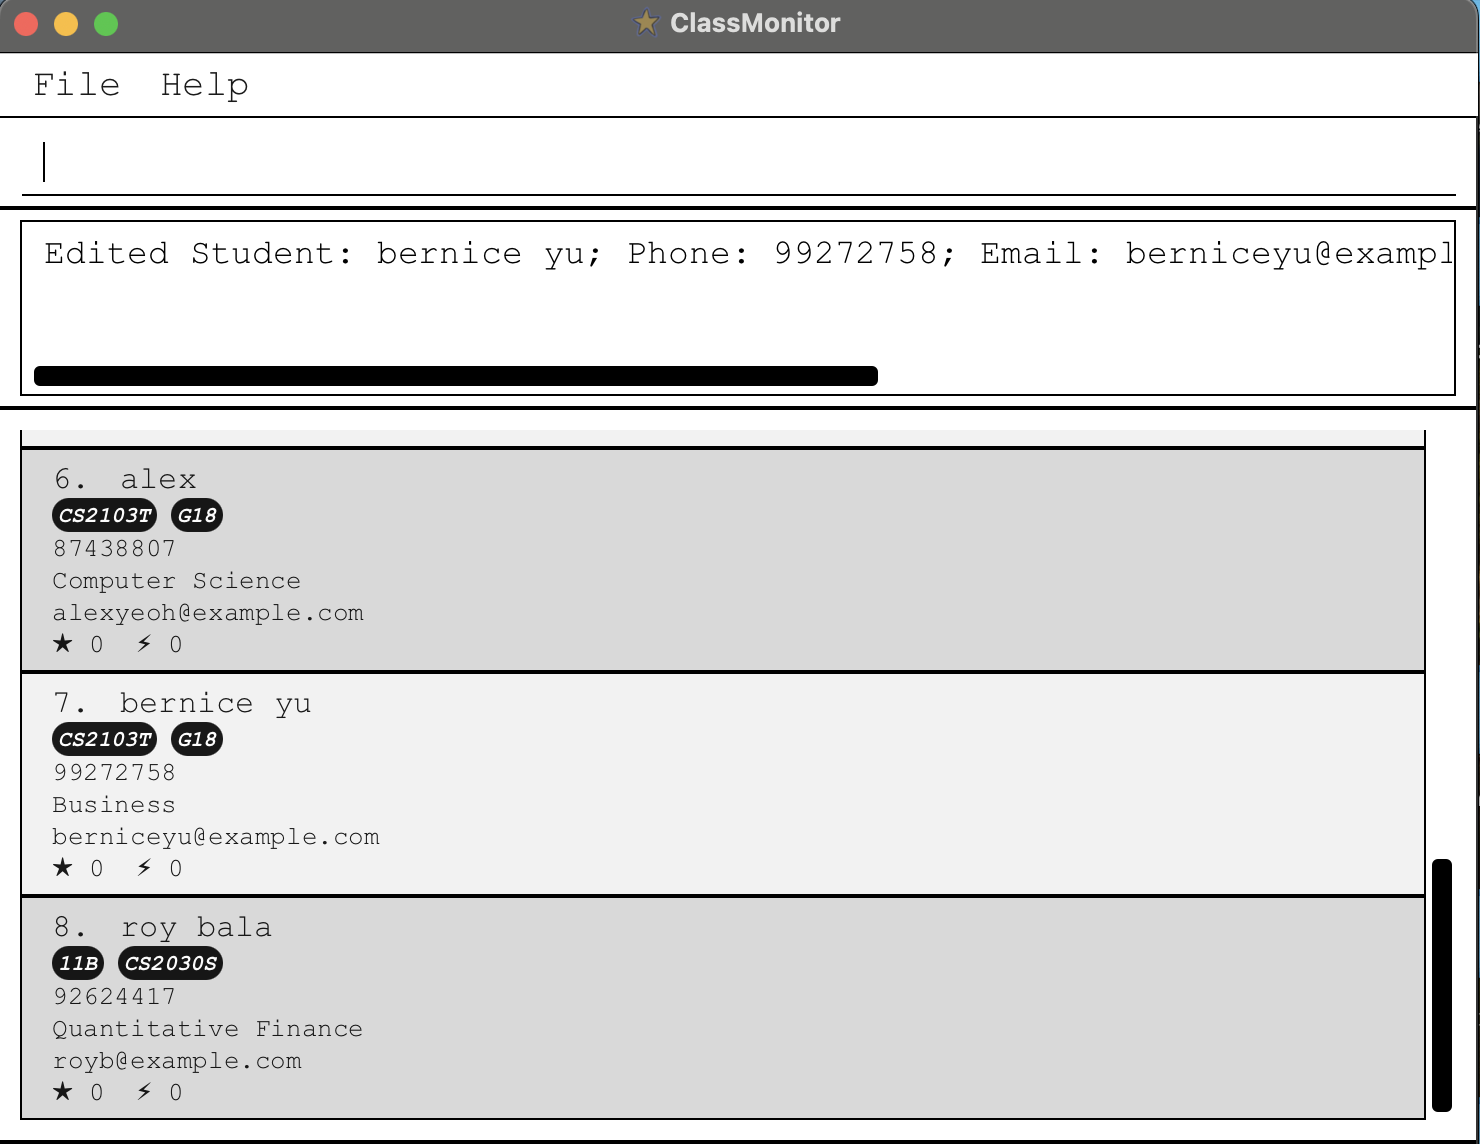 ★ ClassMonitor
File Help
Edited Student: bernice yu; Phone: 99272758; Email: berniceyu@exampl
6. alex
CS2103T G18
87438807
Computer Science
alexyeoh@example.com
★ 0 ⚡ 0
7. bernice yu
CS2103T G18
99272758
Business
berniceyu@example.com
★ 0 ⚡ 0
8. roy bala
11B CS2030S
92624417
Quantitative Finance
royb@example.com
★ 0 ⚡ 0